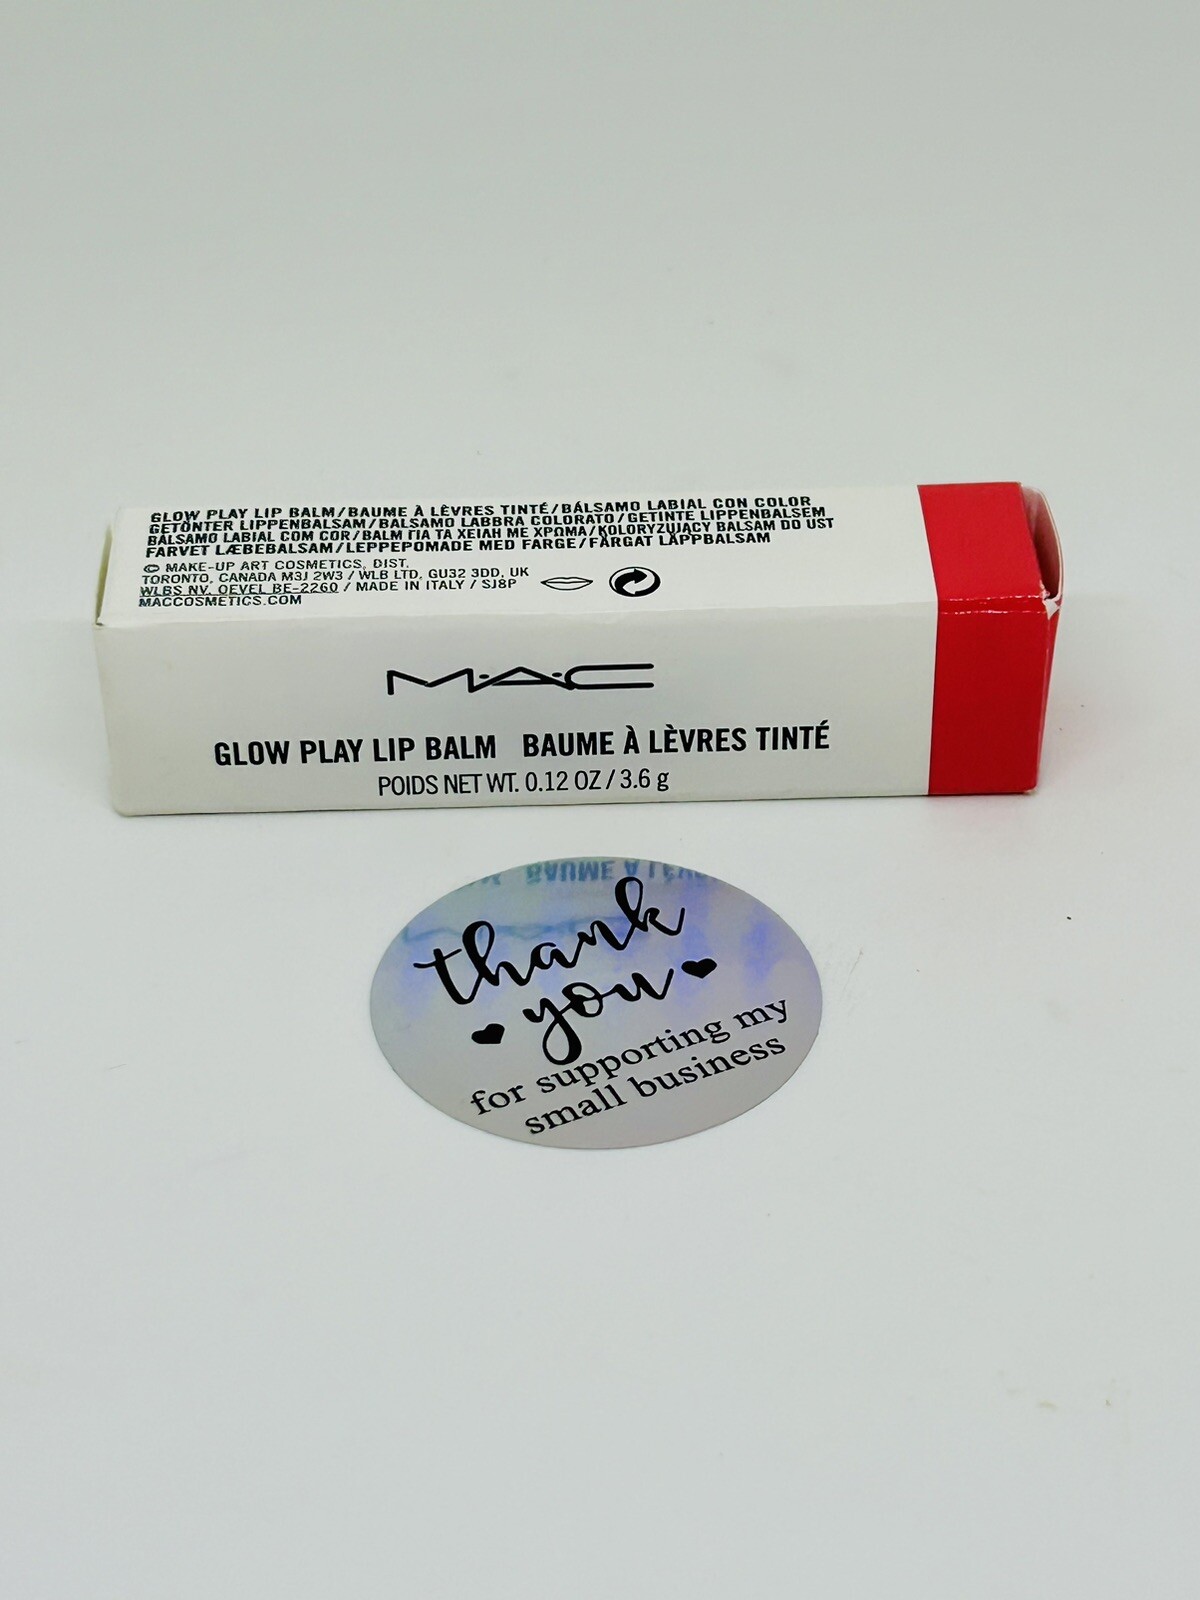 GLOW PLAY LIP BALM/BAUME À LÈVRES TINTÉ/BÁLSAMO LABIAL CON COLOR
GETÖNTER LIPPENBALSAM/BALSAMO LABBRA COLORATO/GETINTE LIPPENBALSEM
BÁLSAMO LABIAL COM COR/BALM ΓΙΑ ΤΑ ΧΕΙΛΗ ΜΕ ΧΡΩΜΑ/KOLORYZUJĄCY BALSAM DO UST
FARVET LÆBEBALSAM/LEPPEPOMADE MED FARGE/FÄRGAT LÄPPBALSAM
© MAKE-UP ART COSMETICS, DIST.
TORONTO, CANADA M3J 2W3 / WLB LTD, GU32 3DD, UK
WLBS NV. OEVEL BE-2260 / MADE IN ITALY / SJ8P
MACCOSMETICS.COM
M·A·C
GLOW PLAY LIP BALM BAUME À LÈVRES TINTÉ
POIDS NET WT. 0.12 OZ / 3.6 g
thank
you
for supporting my
small business